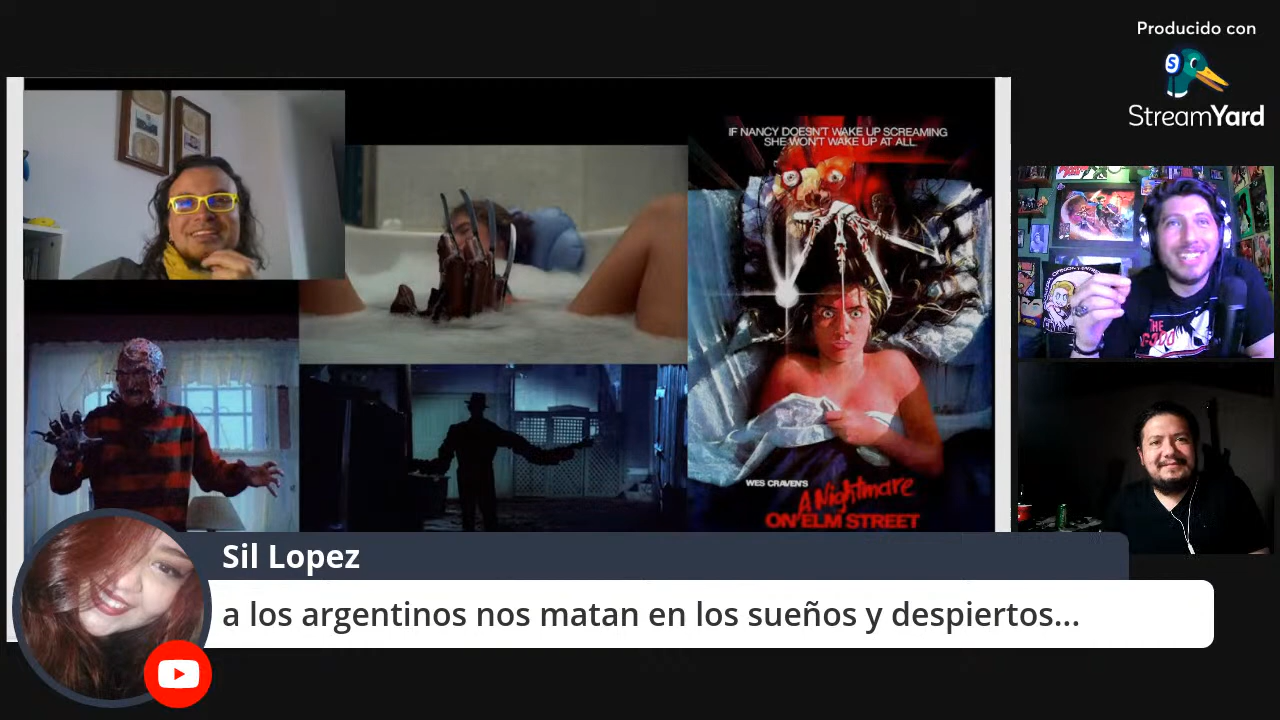 Producido con
StreamYard
IF NANCY DOESN'T WAKE UP SCREAMING
SHE WON'T WAKE UP AT ALL.
WES CRAVEN'S
A Nightmare
ON ELM STREET
THE
Sil Lopez
a los argentinos nos matan en los sueños y despiertos...